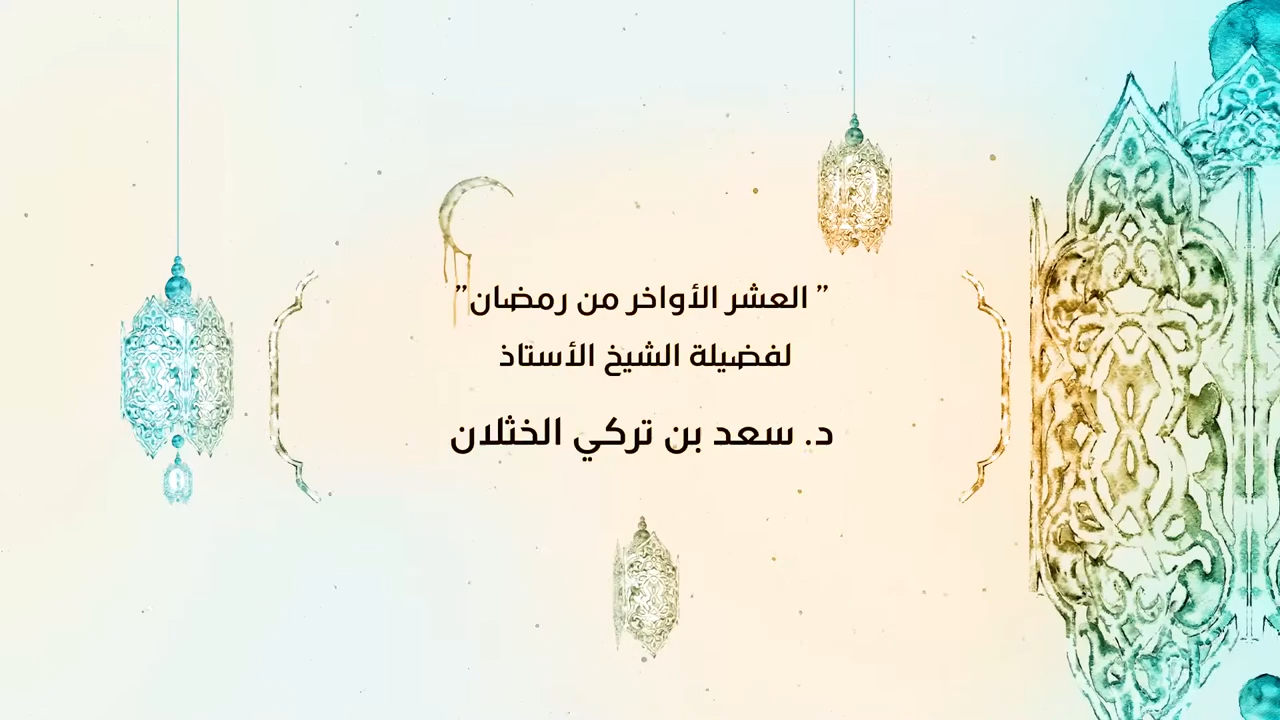 ” العشر الأواخر من رمضان”
لفضيلة الشيخ الأستاذ
د. سعد بن تركي الخثلان